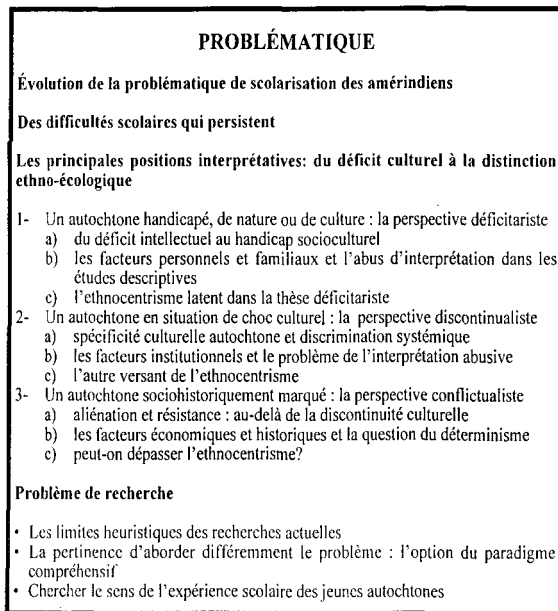 PROBLÉMATIQUE
Évolution de la problématique de scolarisation des amérindiens
Des difficultés scolaires qui persistent
Les principales positions interprétatives: du déficit culturel à la distinction
ethno-écologique
1- Un autochtone handicapé, de nature ou de culture : la perspective déficitariste
a) du déficit intellectuel au handicap socioculturel
b) les facteurs personnels et familiaux et l'abus d'interprétation dans les
études descriptives
c) l'ethnocentrisme latent dans la thèse déficitariste
2- Un autochtone en situation de choc culturel : la perspective discontinualiste
a) spécificité culturelle autochtone et discrimination systémique
b) les facteurs institutionnels et le problème de l'interprétation abusive
c) l'autre versant de l'ethnocentrisme
3- Un autochtone sociohistoriquement marqué : la perspective conflictualiste
a) aliénation et résistance : au-delà de la discontinuité culturelle
b) les facteurs économiques et historiques et la question du déterminisme
c) peut-on dépasser l'ethnocentrisme?
Problème de recherche
• Les limites heuristiques des recherches actuelles
• La pertinence d'aborder différemment le problème : l'option du paradigme
compréhensif
• Chercher le sens de l'expérience scolaire des jeunes autochtones